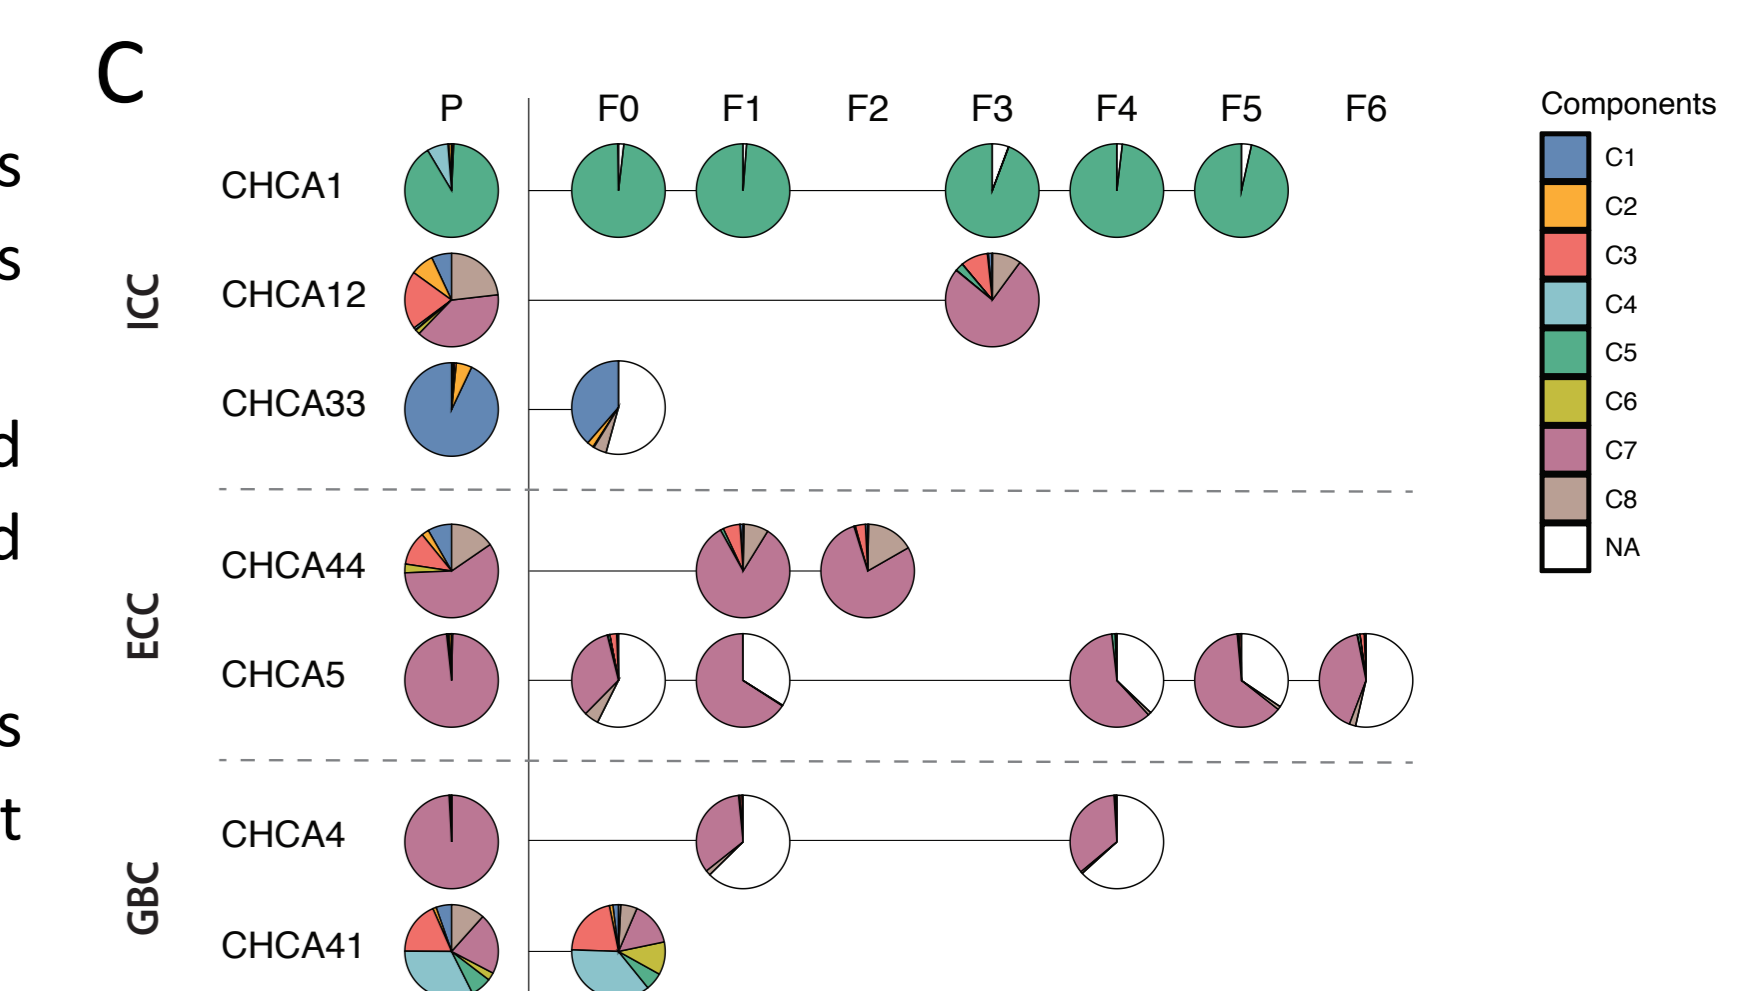 C
P F0 F1 F2 F3 F4 F5 F6
Components
CHCA1
CHCA12
CHCA33
CHCA44
CHCA5
CHCA4
CHCA41
ICC
ECC
GBC
C1
C2
C3
C4
C5
C6
C7
C8
NA
s
s
d
d
s
t